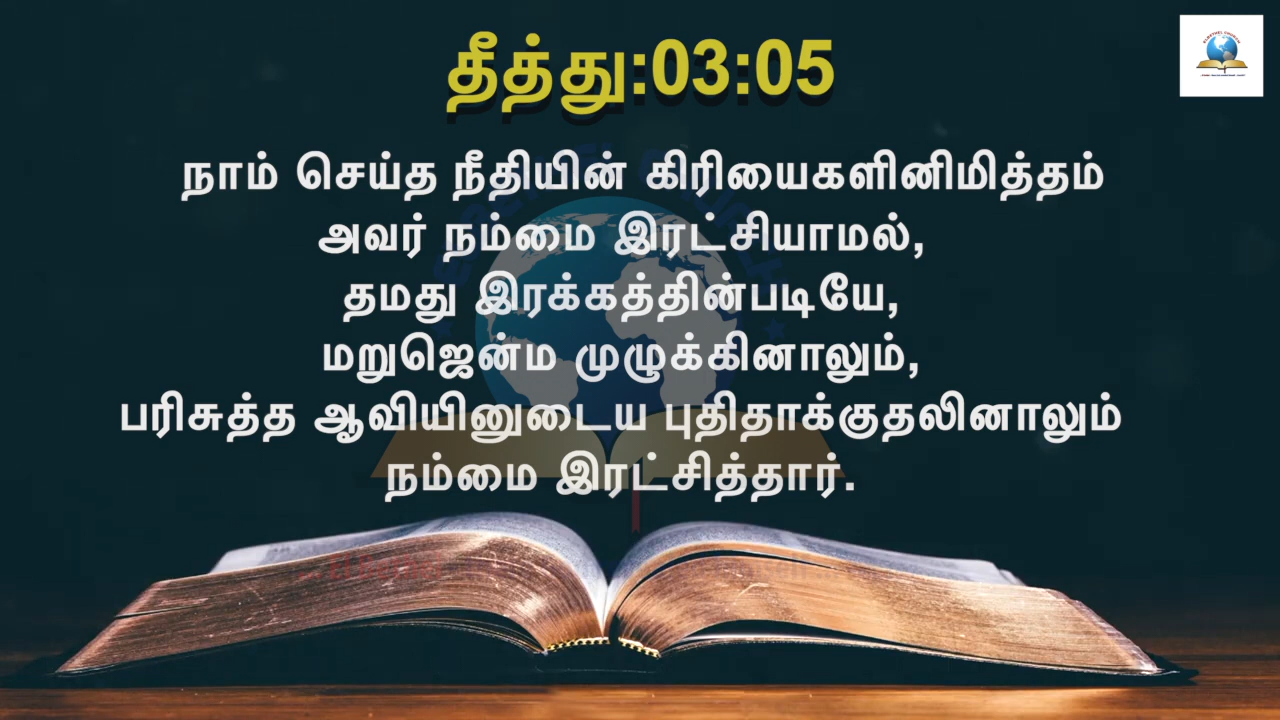 தீத்து:03:05
நாம் செய்த நீதியின் கிரியைகளினிமித்தம்
அவர் நம்மை இரட்சியாமல்,
தமது இரக்கத்தின்படியே,
மறுஜென்ம முழுக்கினாலும்,
பரிசுத்த ஆவியினுடைய புதிதாக்குதலினாலும்
நம்மை இரட்சித்தார்.